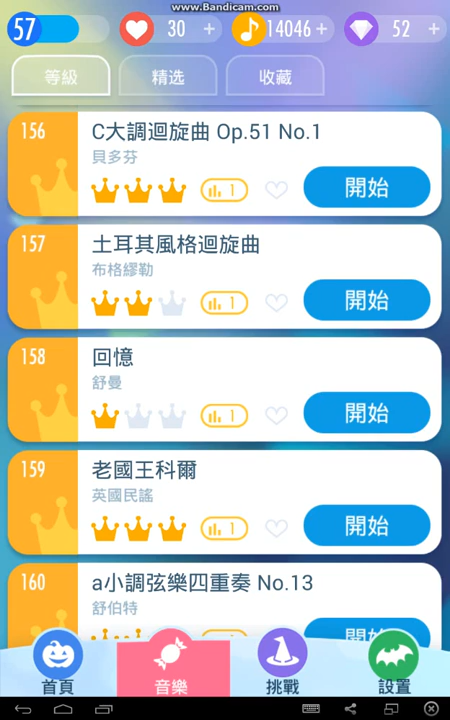 www.Bandicam.com
57
30 +
14046 +
52 +
等級
精选
收藏
156
C大調迴旋曲 Op.51 No.1
貝多芬
1
開始
157
土耳其風格迴旋曲
布格繆勒
1
開始
158
回憶
舒曼
1
開始
159
老國王科爾
英國民謠
1
開始
160
a小調弦樂四重奏 No.13
舒伯特
開始
首頁
音樂
挑戰
設置